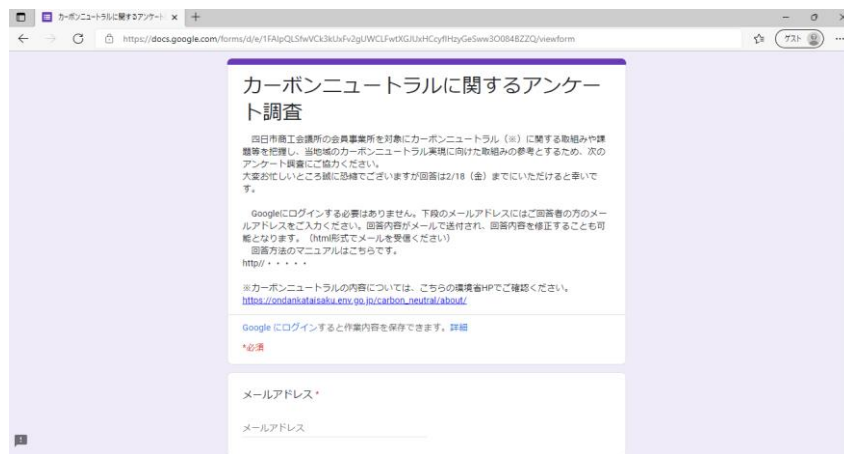 カーボンニュートラルに関するアンケート
https://docs.google.com/forms/d/e/1FAIpQLSfwVCk3kUxFv2gUWCLFwtXGJUxHCcyfIHzyGeSww3O0848ZZQ/viewform
ゲスト
カーボンニュートラルに関するアンケー
ト調査
四日市商工会議所の会員事業所を対象にカーボンニュートラル（※）に関する取組みや課
題等を把握し、当地域のカーボンニュートラル実現に向けた取組みの参考とするため、次の
アンケート調査にご協力ください。
大変お忙しいところ誠に恐縮でございますが回答は2/18（金）までにいただけると幸いで
す。
Googleにログインする必要はありません。下段のメールアドレスにはご回答者の方のメー
ルアドレスをご入力ください。回答内容がメールで送付され、回答内容を修正することも可
能となります。（html形式でメールを受信ください）
回答方法のマニュアルはこちらです。
http//・・・・・
※カーボンニュートラルの内容については、こちらの環境省HPでご確認ください。
https://ondankataisaku.env.go.jp/carbon_neutral/about/
Google にログインすると作業内容を保存できます。詳細
*必須
メールアドレス *
メールアドレス